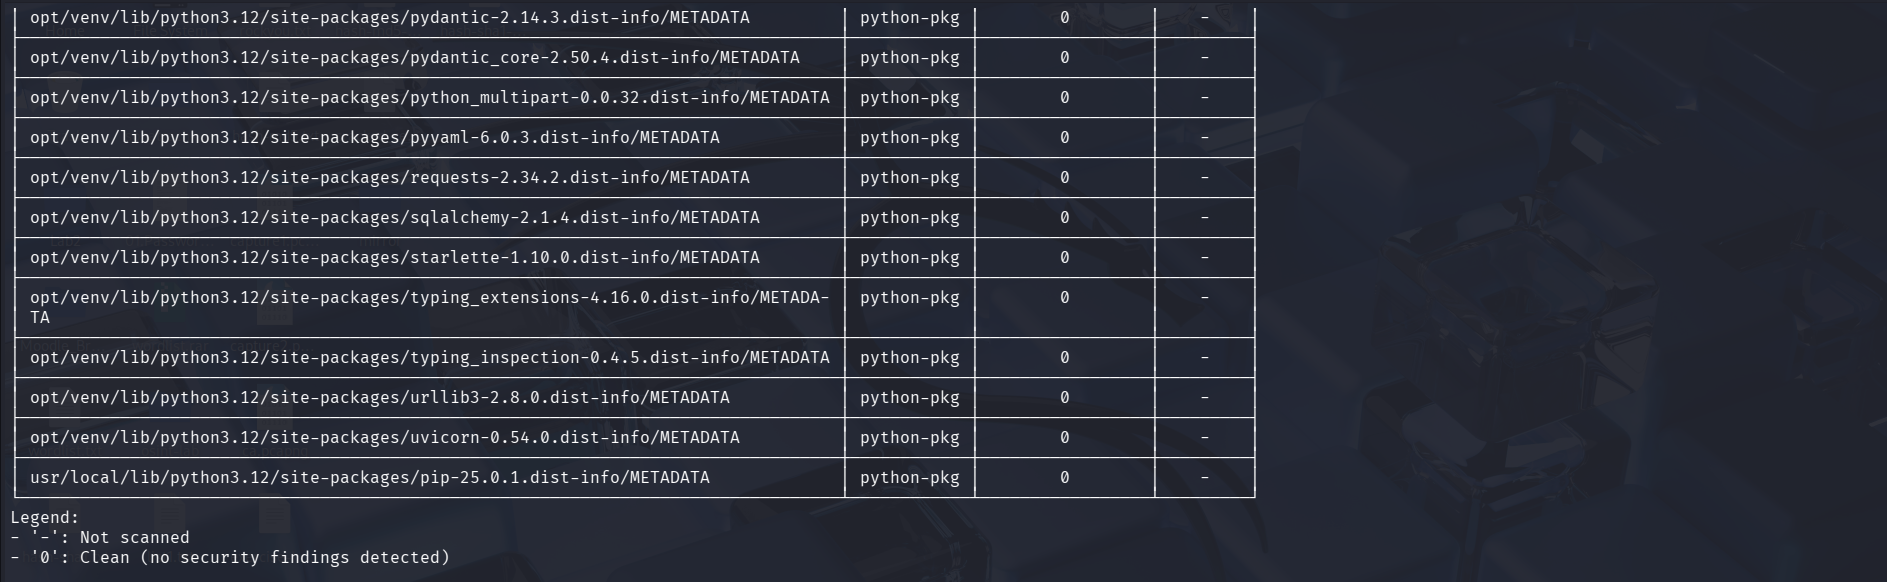 opt/venv/lib/python3.12/site-packages/pydantic-2.14.3.dist-info/METADATA python-pkg 0 -
opt/venv/lib/python3.12/site-packages/pydantic_core-2.50.4.dist-info/METADATA python-pkg 0 -
opt/venv/lib/python3.12/site-packages/python_multipart-0.0.32.dist-info/METADATA python-pkg 0 -
opt/venv/lib/python3.12/site-packages/pyyaml-6.0.3.dist-info/METADATA python-pkg 0 -
opt/venv/lib/python3.12/site-packages/requests-2.34.2.dist-info/METADATA python-pkg 0 -
opt/venv/lib/python3.12/site-packages/sqlalchemy-2.1.4.dist-info/METADATA python-pkg 0 -
opt/venv/lib/python3.12/site-packages/starlette-1.10.0.dist-info/METADATA python-pkg 0 -
opt/venv/lib/python3.12/site-packages/typing_extensions-4.16.0.dist-info/METADA- python-pkg 0 -
TA
opt/venv/lib/python3.12/site-packages/typing_inspection-0.4.5.dist-info/METADATA python-pkg 0 -
opt/venv/lib/python3.12/site-packages/urllib3-2.8.0.dist-info/METADATA python-pkg 0 -
opt/venv/lib/python3.12/site-packages/uvicorn-0.54.0.dist-info/METADATA python-pkg 0 -
usr/local/lib/python3.12/site-packages/pip-25.0.1.dist-info/METADATA python-pkg 0 -
Legend:
- '-': Not scanned
- '0': Clean (no security findings detected)